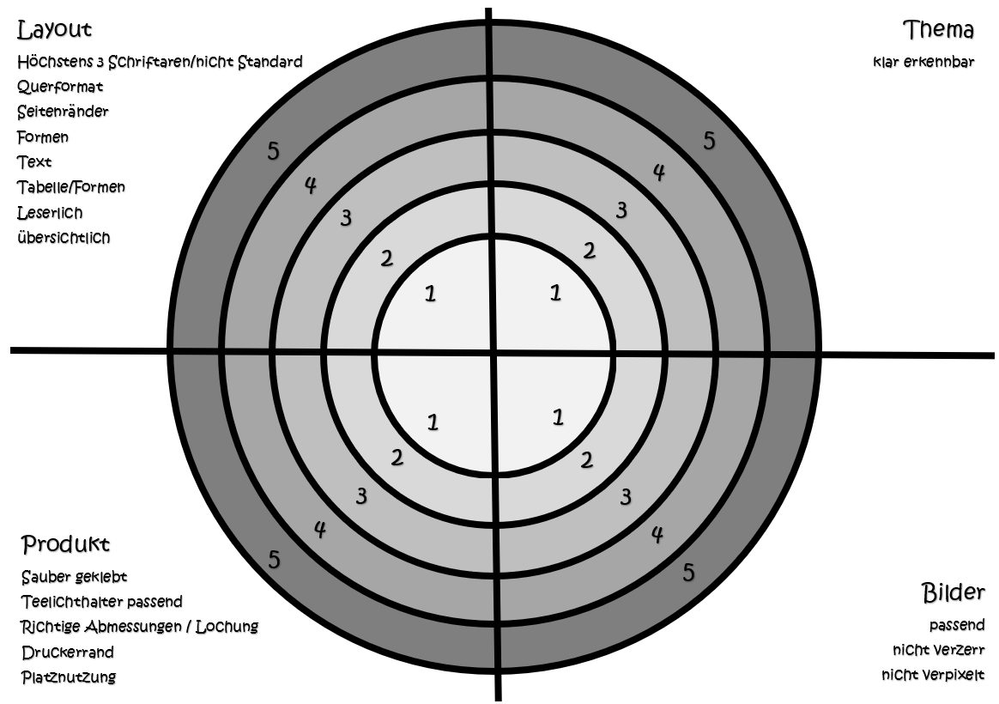 Layout
Höchstens 3 Schriftaren/nicht Standard
Querformat
Seitenränder
Formen
Text
Tabelle/Formen
Leserlich
übersichtlich
Thema
klar erkennbar
5
4
3
2
1
5
4
3
2
1
1
2
3
4
5
1
2
3
4
5
Produkt
Sauber geklebt
Teelichthalter passend
Richtige Abmessungen / Lochung
Druckerrand
Platznutzung
Bilder
passend
nicht verzerr
nicht verpixelt